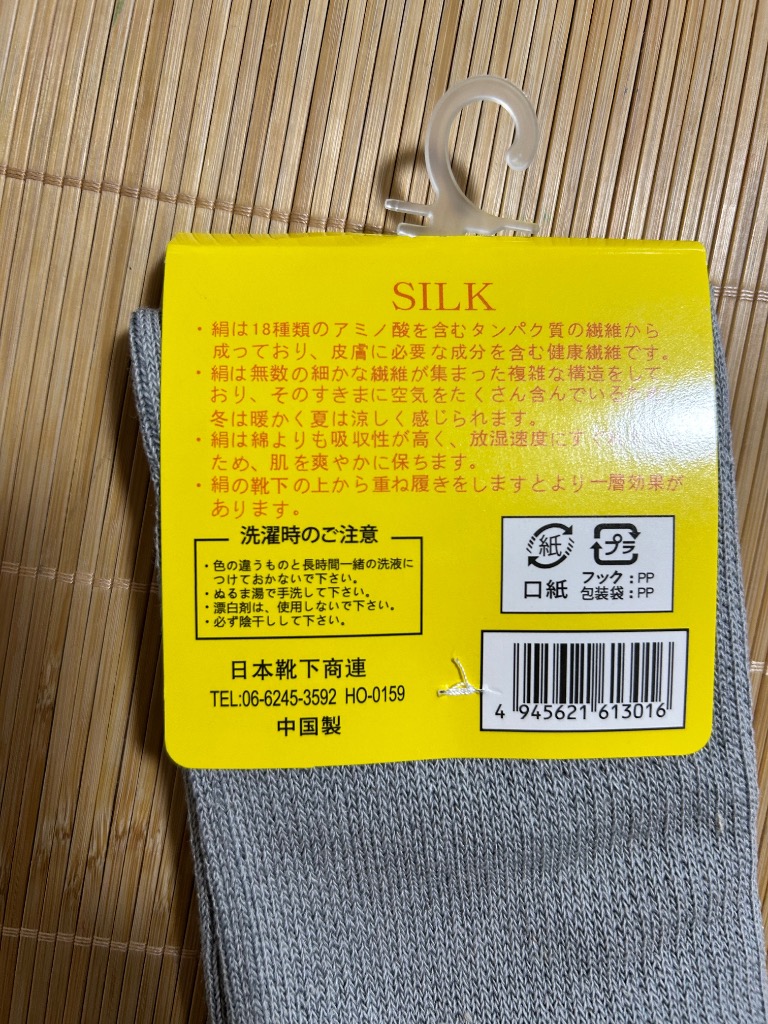 SILK
・絹は18種類のアミノ酸を含むタンパク質の繊維から
成っており、皮膚に必要な成分を含む健康繊維です。
・絹は無数の細かな繊維が集まった複雑な構造をして
おり、そのすきまに空気をたくさん含んでいる
冬は暖かく夏は涼しく感じられます。
・絹は綿よりも吸収性が高く、放湿速度に
ため、肌を爽やかに保ちます。
・絹の靴下の上から重ね履きをしますとより一層効果が
あります。
洗濯時のご注意
・色の違うものと長時間一緒の洗液に
つけておかないで下さい。
・ぬるま湯で手洗して下さい。
・漂白剤は、使用しないで下さい。
・必ず陰干しして下さい。
紙 プラ
口紙 フック:PP
包装袋:PP
日本靴下商連
TEL:06-6245-3592 HO-0159
中国製
4 945621 613016